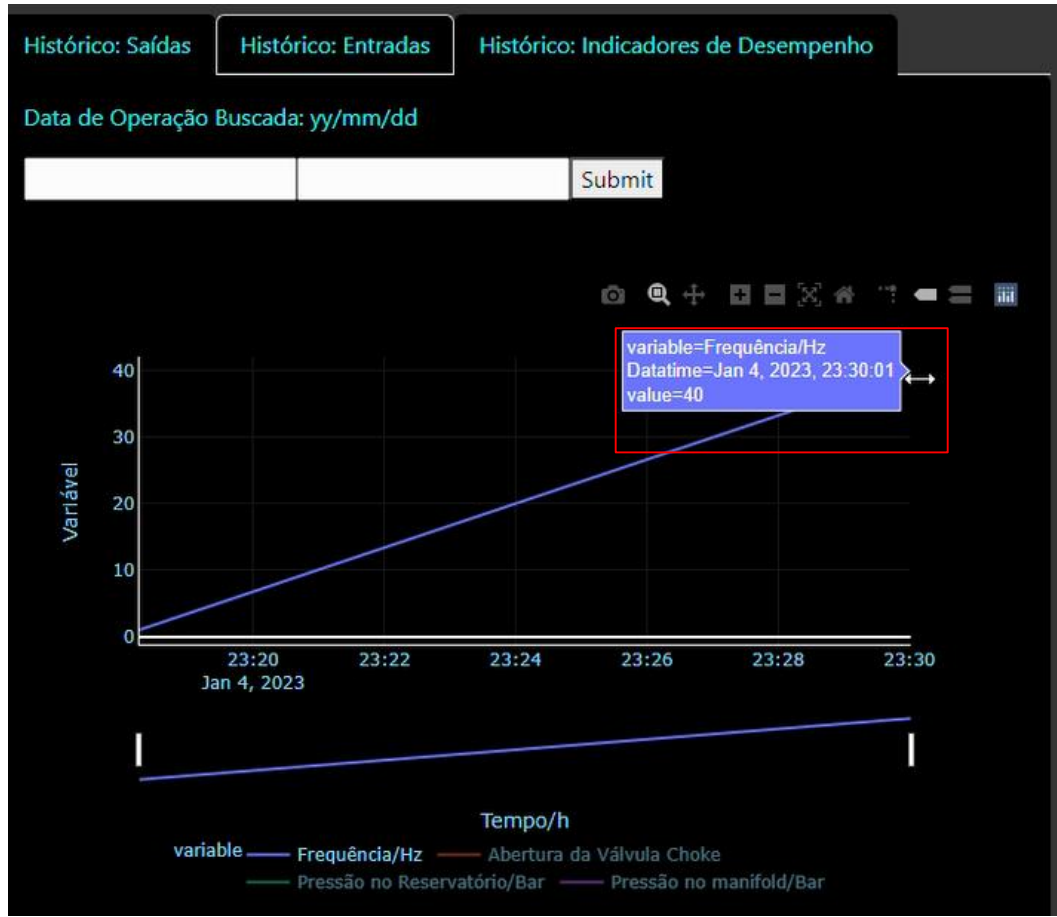 Histórico: Saídas Histórico: Entradas Histórico: Indicadores de Desempenho
Data de Operação Buscada: yy/mm/dd
Submit
variable=Frequência/Hz
Datatime=Jan 4, 2023, 23:30:01
value=40
40
30
20
10
0
Variável
23:20 23:22 23:24 23:26 23:28 23:30
Jan 4, 2023
Tempo/h
variable Frequência/Hz Abertura da Válvula Choke
Pressão no Reservatório/Bar Pressão no manifold/Bar